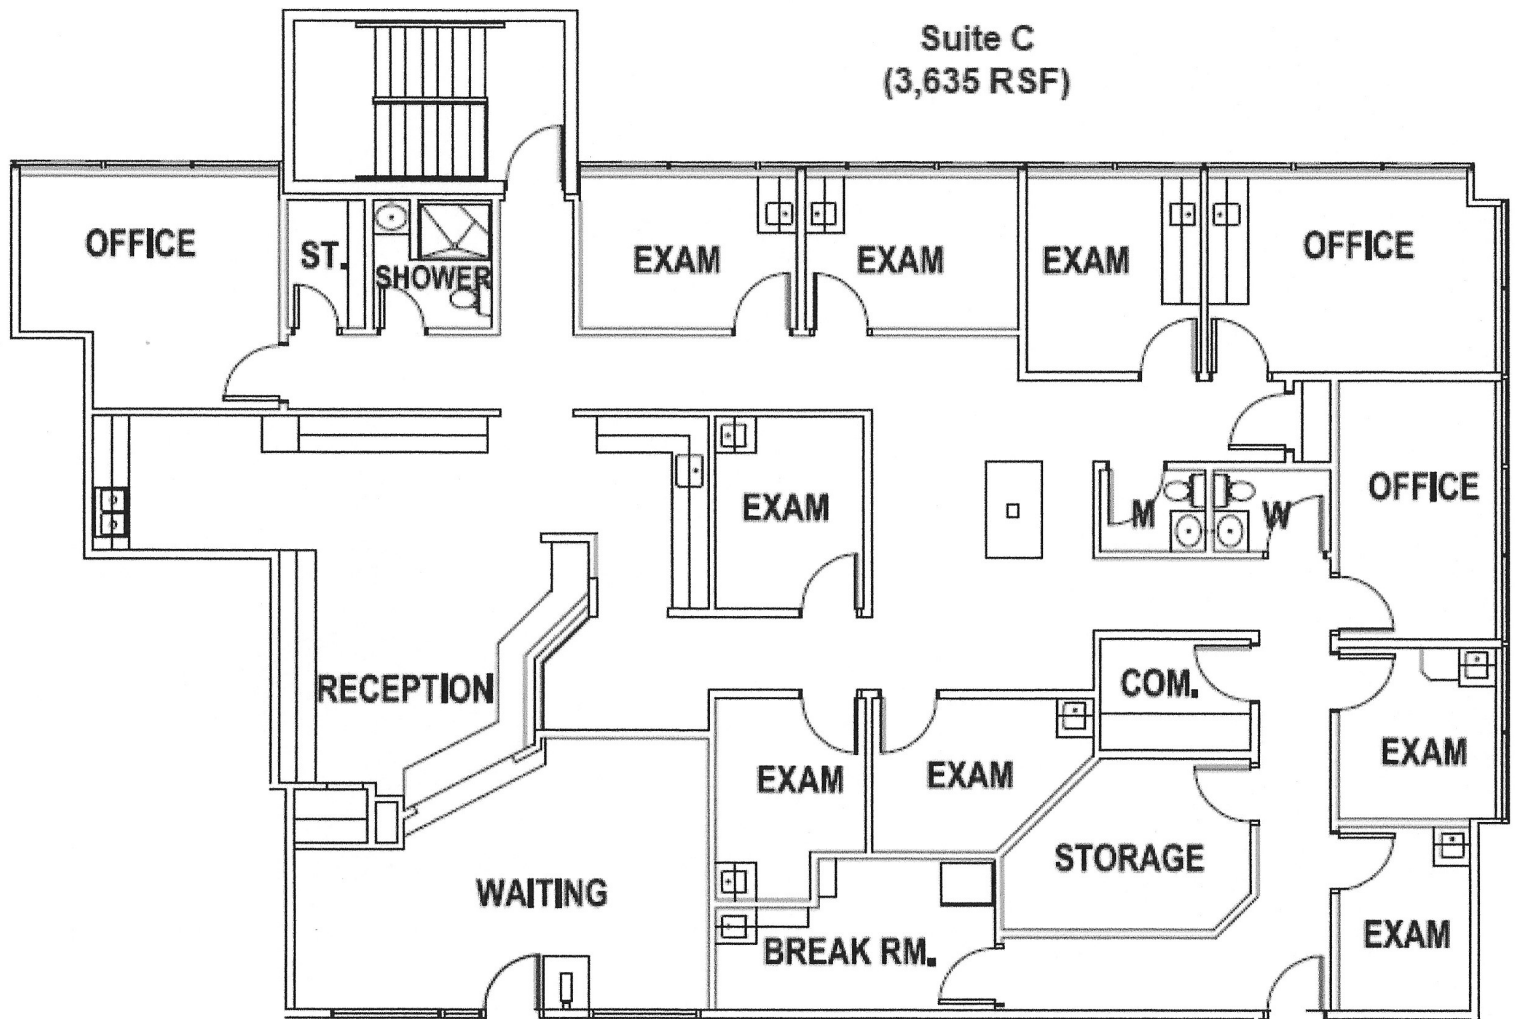 Suite C
(3,635 RSF)
OFFICE
ST.
SHOWER
EXAM
EXAM
EXAM
OFFICE
EXAM
M
W
OFFICE
RECEPTION
COM.
EXAM
EXAM
EXAM
STORAGE
WAITING
BREAK RM.
EXAM